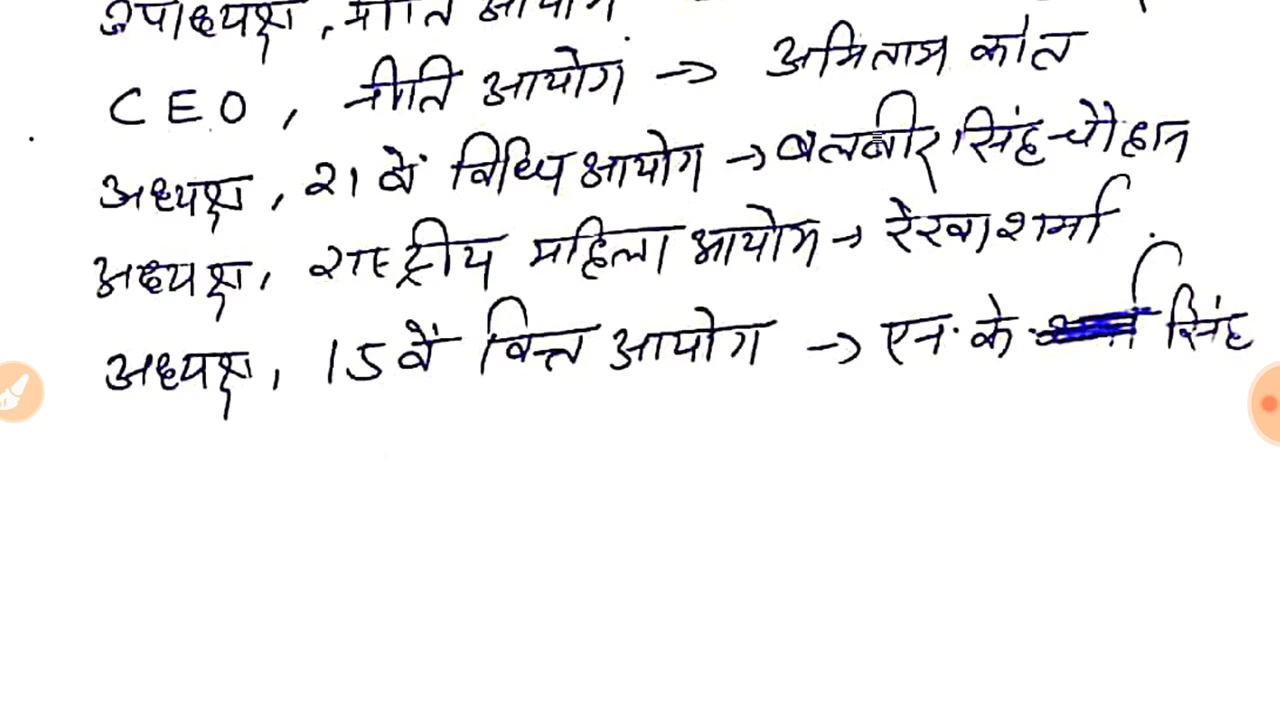 उपाध्यक्ष, नीति आयोग
CEO, नीति आयोग → अमिताभ कांत
अध्यक्ष, 21 वें विधि आयोग → बलबीर सिंह चौहान
अध्यक्ष, राष्ट्रीय महिला आयोग → रेखा शर्मा
अध्यक्ष, 15 वें वित्त आयोग → एन. के. सिंह